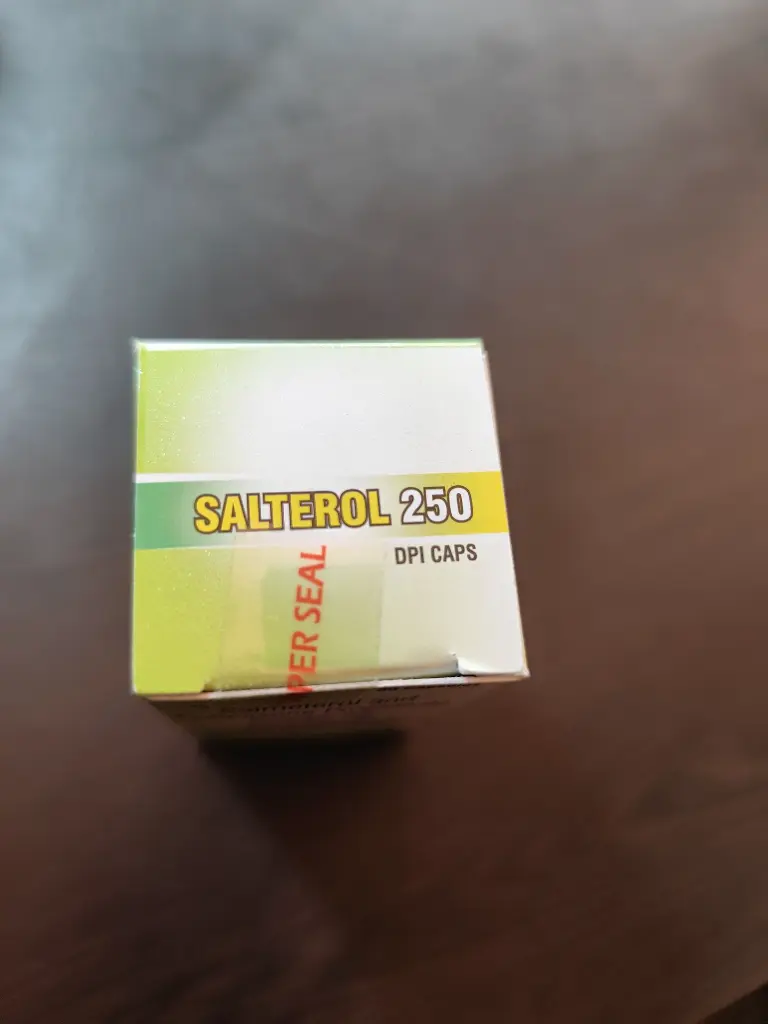 SALTEROL 250
DPI CAPS
PER SEAL